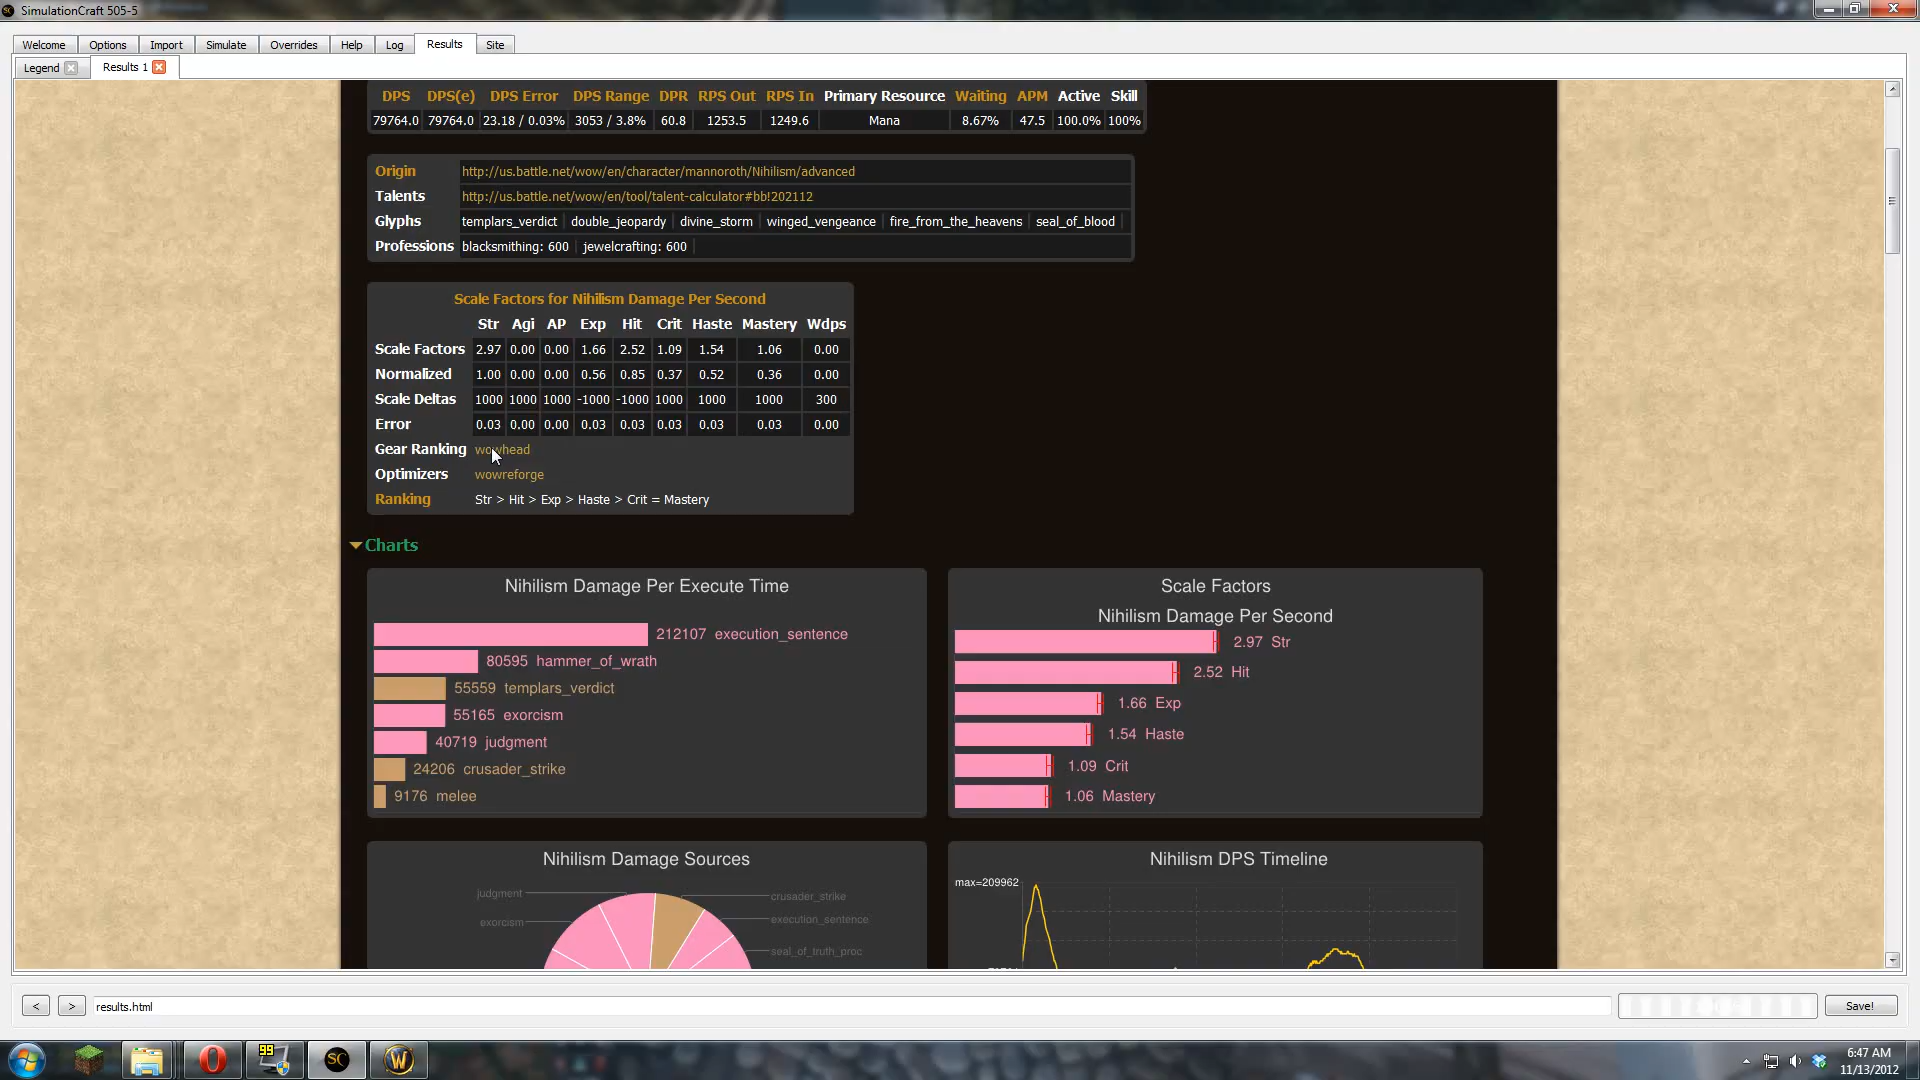 SimulationCraft 505-5
Welcome Options Import Simulate Overrides Help Log Results Site
Legend Results 1
DPS DPS(e) DPS Error DPS Range DPR RPS Out RPS In Primary Resource Waiting APM Active Skill
79764.0 79764.0 23.18 / 0.03% 3053 / 3.8% 60.8 1253.5 1249.6 Mana 8.67% 47.5 100.0% 100%
Origin http://us.battle.net/wow/en/character/mannoroth/Nihilism/advanced
Talents http://us.battle.net/wow/en/tool/talent-calculator#bb!202112
Glyphs templars_verdict double_jeopardy divine_storm winged_vengeance fire_from_the_heavens seal_of_blood
Professions blacksmithing: 600 jewelcrafting: 600
Scale Factors for Nihilism Damage Per Second
Str Agi AP Exp Hit Crit Haste Mastery Wdps
Scale Factors 2.97 0.00 0.00 1.66 2.52 1.09 1.54 1.06 0.00
Normalized 1.00 0.00 0.00 0.56 0.85 0.37 0.52 0.36 0.00
Scale Deltas 1000 1000 1000 -1000 -1000 1000 1000 1000 300
Error 0.03 0.00 0.00 0.03 0.03 0.03 0.03 0.03 0.00
Gear Ranking wowhead
Optimizers wowreforge
Ranking Str > Hit > Exp > Haste > Crit = Mastery
Charts
Nihilism Damage Per Execute Time
212107 execution_sentence
80595 hammer_of_wrath
55559 templars_verdict
55165 exorcism
40719 judgment
24206 crusader_strike
9176 melee
Scale Factors
Nihilism Damage Per Second
2.97 Str
2.52 Hit
1.66 Exp
1.54 Haste
1.09 Crit
1.06 Mastery
Nihilism Damage Sources
judgment
crusader_strike
exorcism
execution_sentence
seal_of_truth_proc
Nihilism DPS Timeline
max=209962
< > results.html Save!
99
SC
W
6:47 AM
11/13/2012